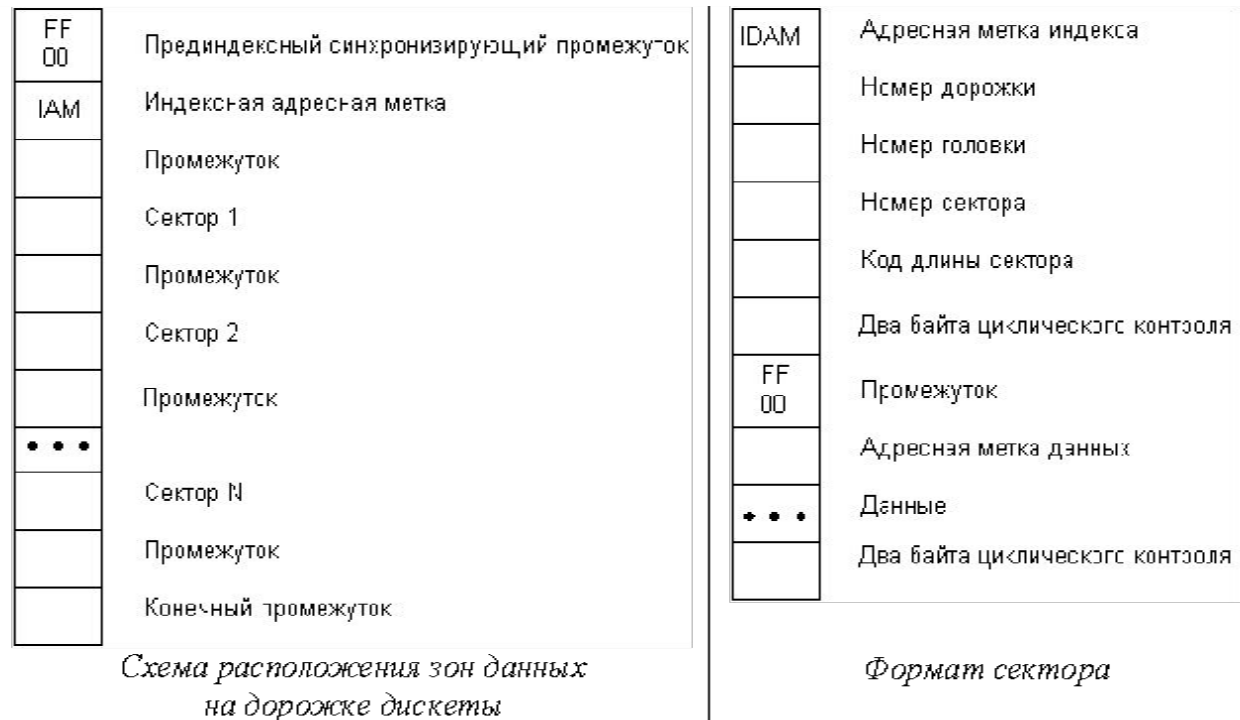 FF
00
Прединдексный синхронизирующий промежуток
IAM
Индексная адресная метка
Промежуток
Сектор 1
Промежуток
Сектор 2
Промежуток
• • •
Сектор N
Промежуток
Конечный промежуток
Схема расположения зон данных
на дорожке дискеты
IDAM
Адресная метка индекса
Номер дорожки
Номер головки
Номер сектора
Код длины сектора
Два байта циклического контроля
FF
00
Промежуток
Адресная метка данных
• • •
Данные
Два байта циклического контроля
Формат сектора